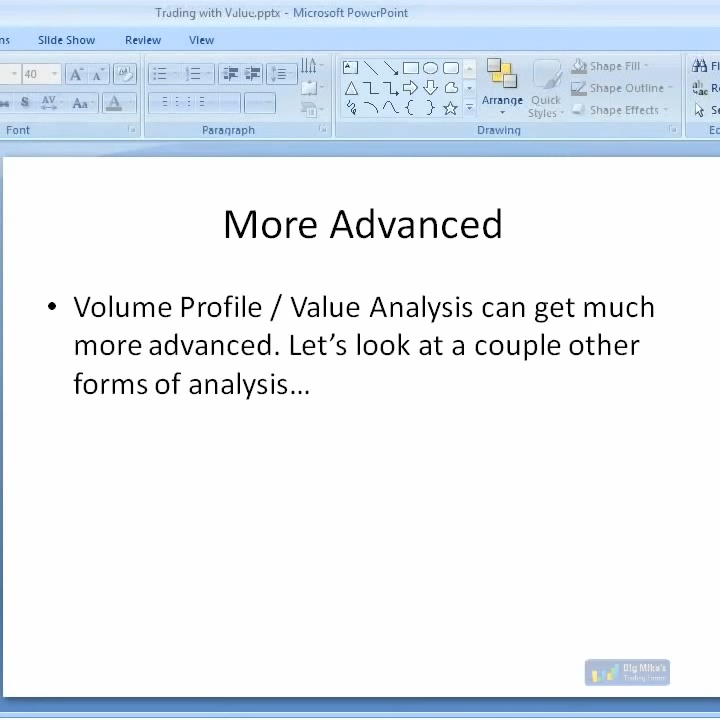 Trading with Value.pptx - Microsoft PowerPoint
ns Slide Show Review View
40 A A Shape Fill
Aa A Arrange Quick Styles Shape Outline
Shape Effects
Font Paragraph Drawing
More Advanced
• Volume Profile / Value Analysis can get much
more advanced. Let's look at a couple other
forms of analysis...
Big Mike's
Trading Forum